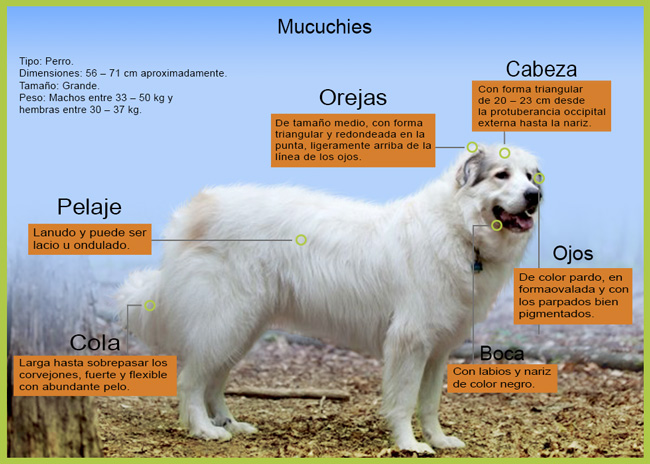 Mucuchies
Tipo: Perro.
Dimensiones: 56 – 71 cm aproximadamente.
Tamaño: Grande.
Peso: Machos entre 33 – 50 kg y
hembras entre 30 – 37 kg.
Cabeza
Con forma triangular
de 20 – 23 cm desde
la protuberancia occipital
externa hasta la nariz.
Orejas
De tamaño medio, con forma
triangular y redondeada en la
punta, ligeramente arriba de la
línea de los ojos.
Pelaje
Lanudo y puede ser
lacio u ondulado.
Ojos
De color pardo, en
formaovalada y con
los parpados bien
pigmentados.
Cola
Larga hasta sobrepasar los
corvejones, fuerte y flexible
con abundante pelo.
Boca
Con labios y nariz
de color negro.